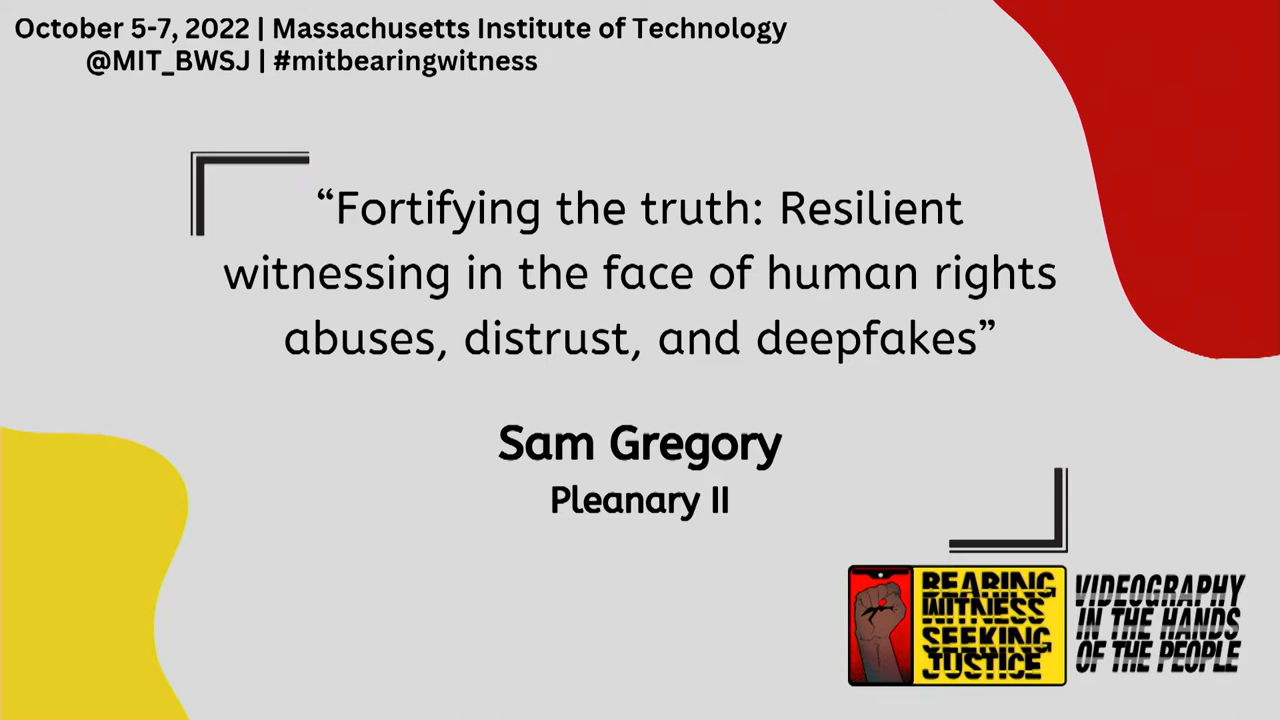 October 5-7, 2022 | Massachusetts Institute of Technology
@MIT_BWSJ | #mitbearingwitness
“Fortifying the truth: Resilient
witnessing in the face of human rights
abuses, distrust, and deepfakes”
Sam Gregory
Pleanary II
BEARING
WITNESS
SEEKING
JUSTICE
VIDEOGRAPHY
IN THE HANDS
OF THE PEOPLE